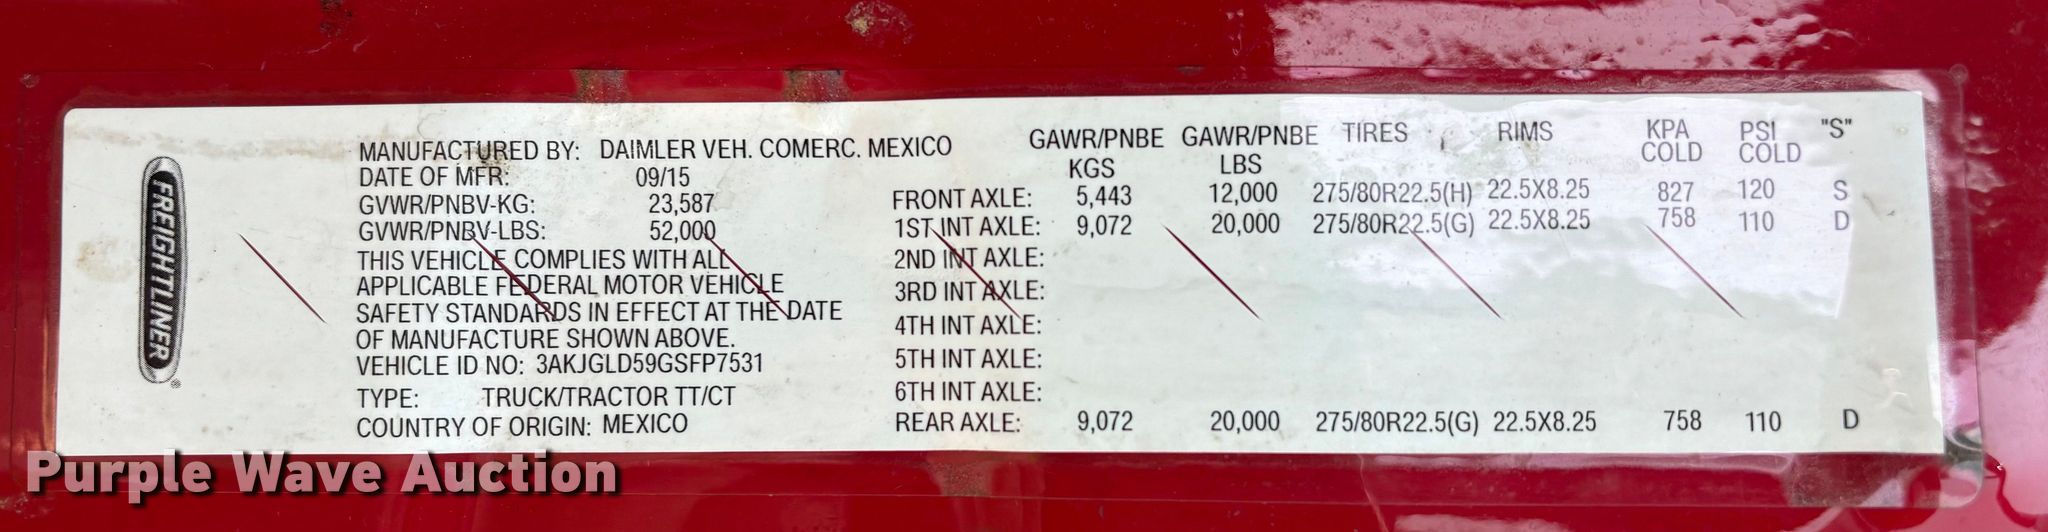 FREIGHTLINER
MANUFACTURED BY: DAIMLER VEH. COMERC. MEXICO
DATE OF MFR: 09/15
GVWR/PNBV-KG: 23,587
GVWR/PNBV-LBS: 52,000
THIS VEHICLE COMPLIES WITH ALL
APPLICABLE FEDERAL MOTOR VEHICLE
SAFETY STANDARDS IN EFFECT AT THE DATE
OF MANUFACTURE SHOWN ABOVE.
VEHICLE ID NO: 3AKJGLD59GSFP7531
TYPE: TRUCK/TRACTOR TT/CT
COUNTRY OF ORIGIN: MEXICO
GAWR/PNBE GAWR/PNBE TIRES RIMS KPA PSI "S"
KGS LBS COLD COLD
FRONT AXLE: 5,443 12,000 275/80R22.5(H) 22.5X8.25 827 120 S
1ST INT AXLE: 9,072 20,000 275/80R22.5(G) 22.5X8.25 758 110 D
2ND INT AXLE:
3RD INT AXLE:
4TH INT AXLE:
5TH INT AXLE:
6TH INT AXLE:
REAR AXLE: 9,072 20,000 275/80R22.5(G) 22.5X8.25 758 110 D
Purple Wave Auction